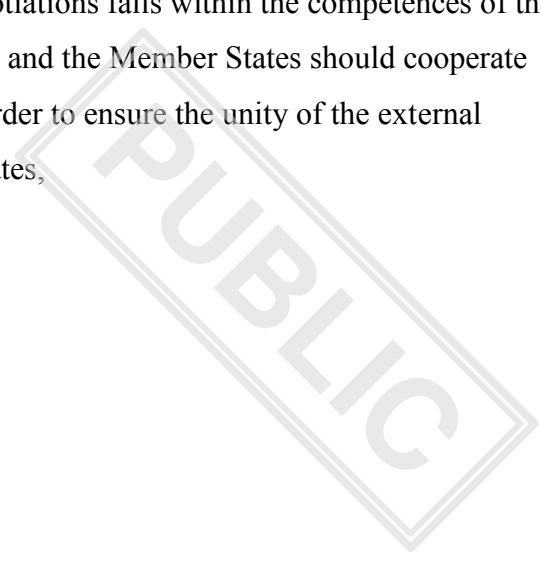 otiations falls within the competences of th
and the Member States should cooperate
rder to ensure the unity of the external
tes,
PUBLIC